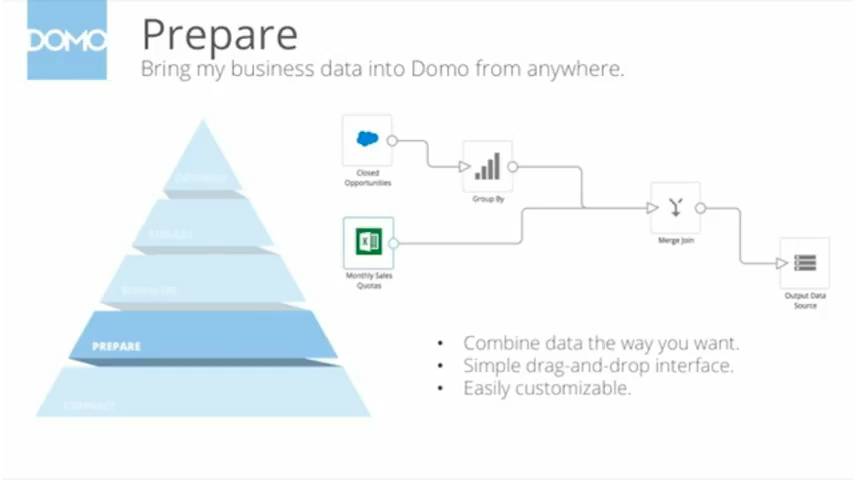 DOMO
Prepare
Bring my business data into Domo from anywhere.
Closed
Opportunities
Group By
Monthly Sales
Quotas
Merge Join
Output Data
Source
PREPARE
• Combine data the way you want.
• Simple drag-and-drop interface.
• Easily customizable.